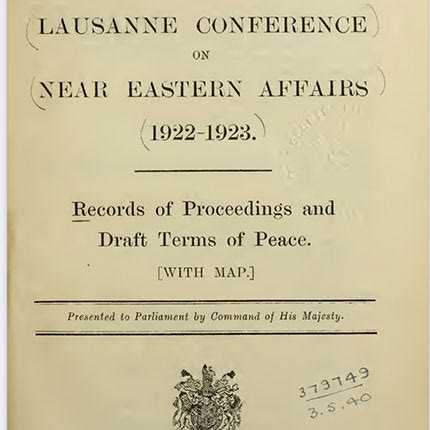 (LAUSANNE CONFERENCE)
ON
(NEAR EASTERN AFFAIRS)
(1922-1923.)
Records of Proceedings and
Draft Terms of Peace.
[WITH MAP.]
Presented to Parliament by Command of His Majesty.
379749
3.5.40